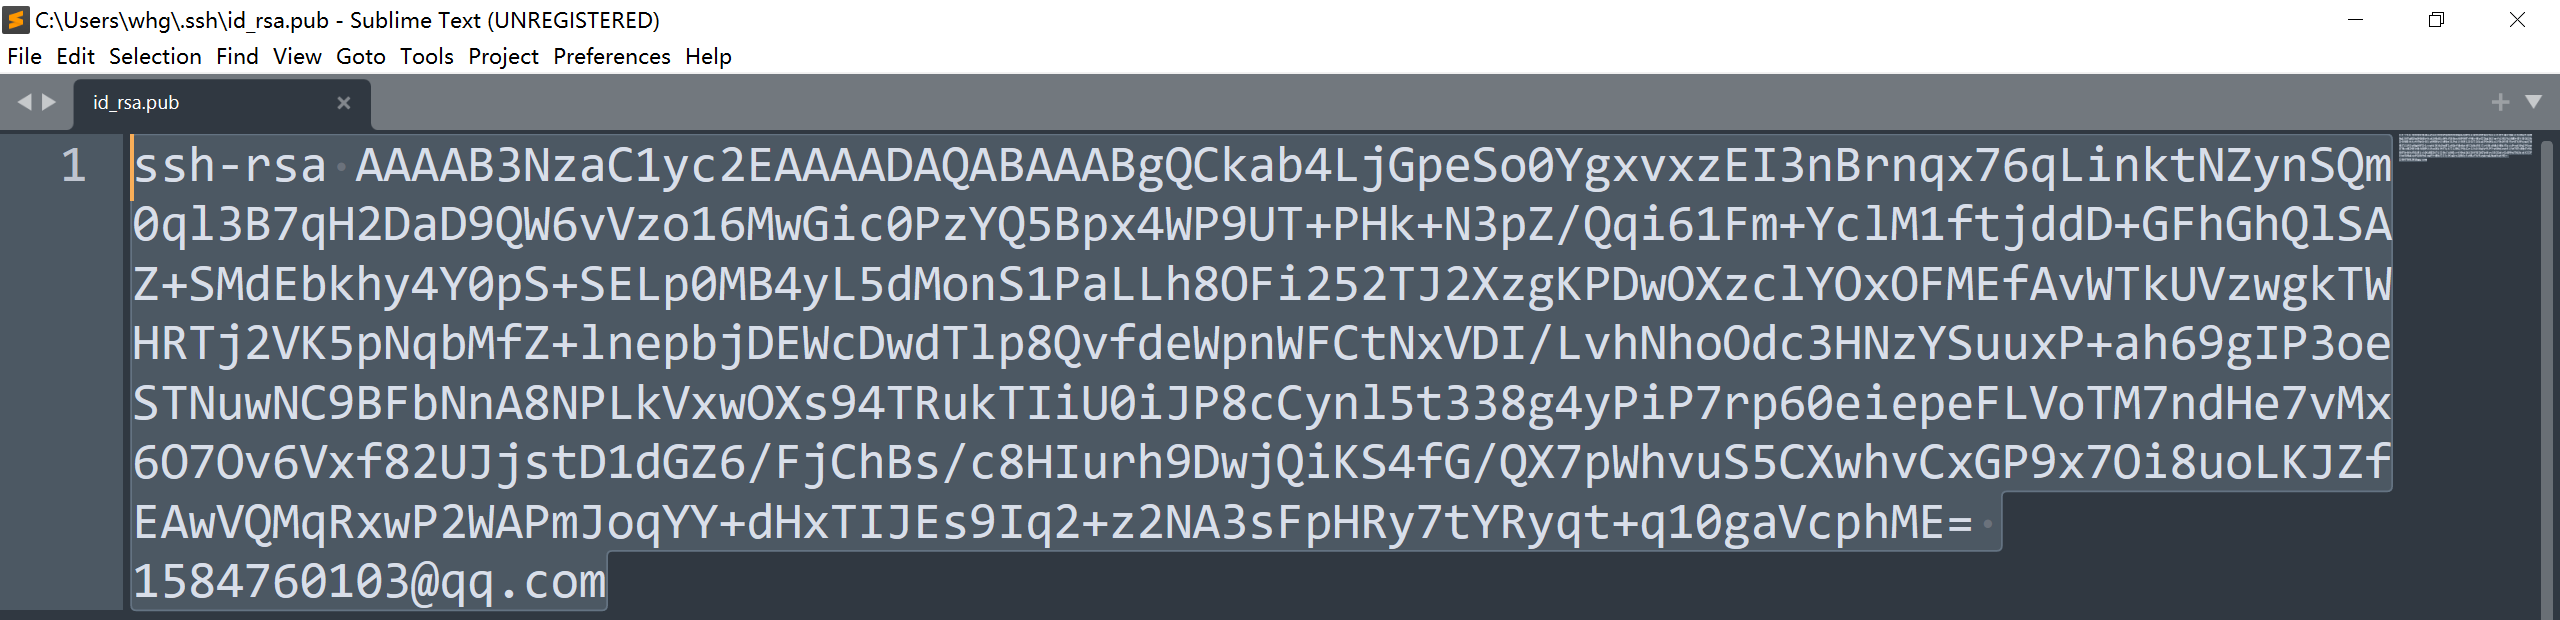 C:\Users\whg\.ssh\id_rsa.pub - Sublime Text (UNREGISTERED)
File Edit Selection Find View Goto Tools Project Preferences Help
id_rsa.pub
1
ssh-rsa AAAAB3NzaC1yc2EAAAADAQABAAABgQCkab4LjGpeSo0YgxvxzEI3nBrnqx76qLinktNZynSQm
0ql3B7qH2DaD9QW6vVzo16MwGic0PzYQ5Bpx4WP9UT+PHk+N3pZ/Qqi61Fm+YclM1ftjddD+GFhGhQlSA
Z+SMdEbkhy4Y0pS+SELp0MB4yL5dMonS1PaLLh8OFi252TJ2XzgKPDwOXzclYOxOFMEfAvWTkUVzwgkTW
HRTj2VK5pNqbMfZ+lnepbjDEWcDwdTlp8QvfdeWpnWFCtNxVDI/LvhNhoOdc3HNzYSuuxP+ah69gIP3oe
STNuwNC9BFbNnA8NPLkVxwOXs94TRukTIiU0iJP8cCynl5t338g4yPiP7rp60eiepeFLVoTM7ndHe7vMx
6O7Ov6Vxf82UJjstD1dGZ6/FjChBs/c8HIurh9DwjQiKS4fG/QX7pWhvuS5CXwhvCxGP9x7Oi8uoLKJZf
EAwVQMqRxwP2WAPmJoqYY+dHxTIJEs9Iq2+z2NA3sFpHRy7tYRyqt+q10gaVcphME=
1584760103@qq.com